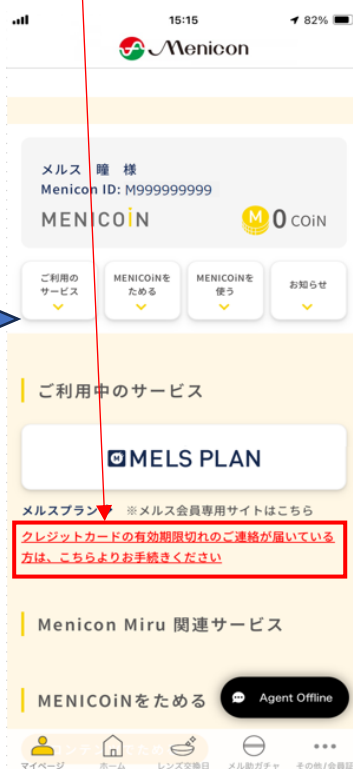 15:15
82%
Menicon
メルス 瞳 様
Menicon ID: M999999999
MENICOiN
M 0 COiN
ご利用の
サービス
MENICOiNを
ためる
MENICOiNを
使う
お知らせ
ご利用中のサービス
MELS PLAN
メルスプラン
※メルス会員専用サイトはこちら
クレジットカードの有効期限切れのご連絡が届いている
方は、こちらよりお手続きください
Menicon Miru 関連サービス
MENICOiNをためる
Agent Offline
マイページ
ホーム
レンズ交換日
メル助ガチャ
その他/会員証